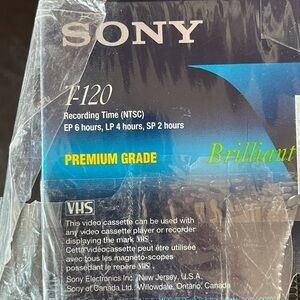 SONY
T-120
Recording Time (NTSC)
EP 6 hours, LP 4 hours, SP 2 hours
PREMIUM GRADE
Brilliant
VHS
This video cassette can be used with
any video cassette player or recorder
displaying the mark VHS.
Cette vidéocassette peut être utilisée
avec tous les magnéto-scopes
possédant le repère VHS.
Sony Electronics Inc., New Jersey, U.S.A.
Sony of Canada Ltd., Willowdale, Ontario, Canada